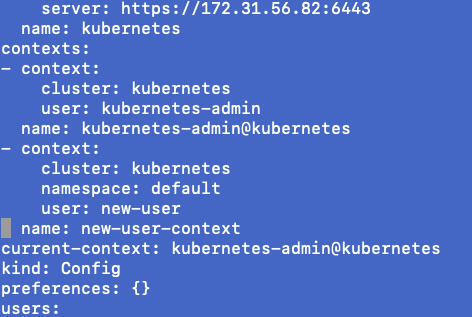 server: https://172.31.56.82:6443
name: kubernetes
contexts:
- context:
cluster: kubernetes
user: kubernetes-admin
name: kubernetes-admin@kubernetes
- context:
cluster: kubernetes
namespace: default
user: new-user
name: new-user-context
current-context: kubernetes-admin@kubernetes
kind: Config
preferences: {}
users: